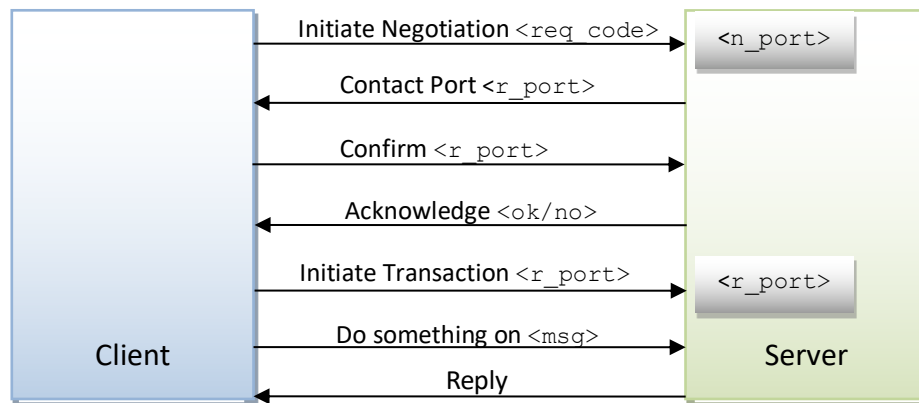 Initiate Negotiation <req_code>
<n_port>
Contact Port <r_port>
Confirm <r_port>
Acknowledge <ok/no>
Initiate Transaction <r_port>
<r_port>
Do something on <msg>
Client
Server
Reply